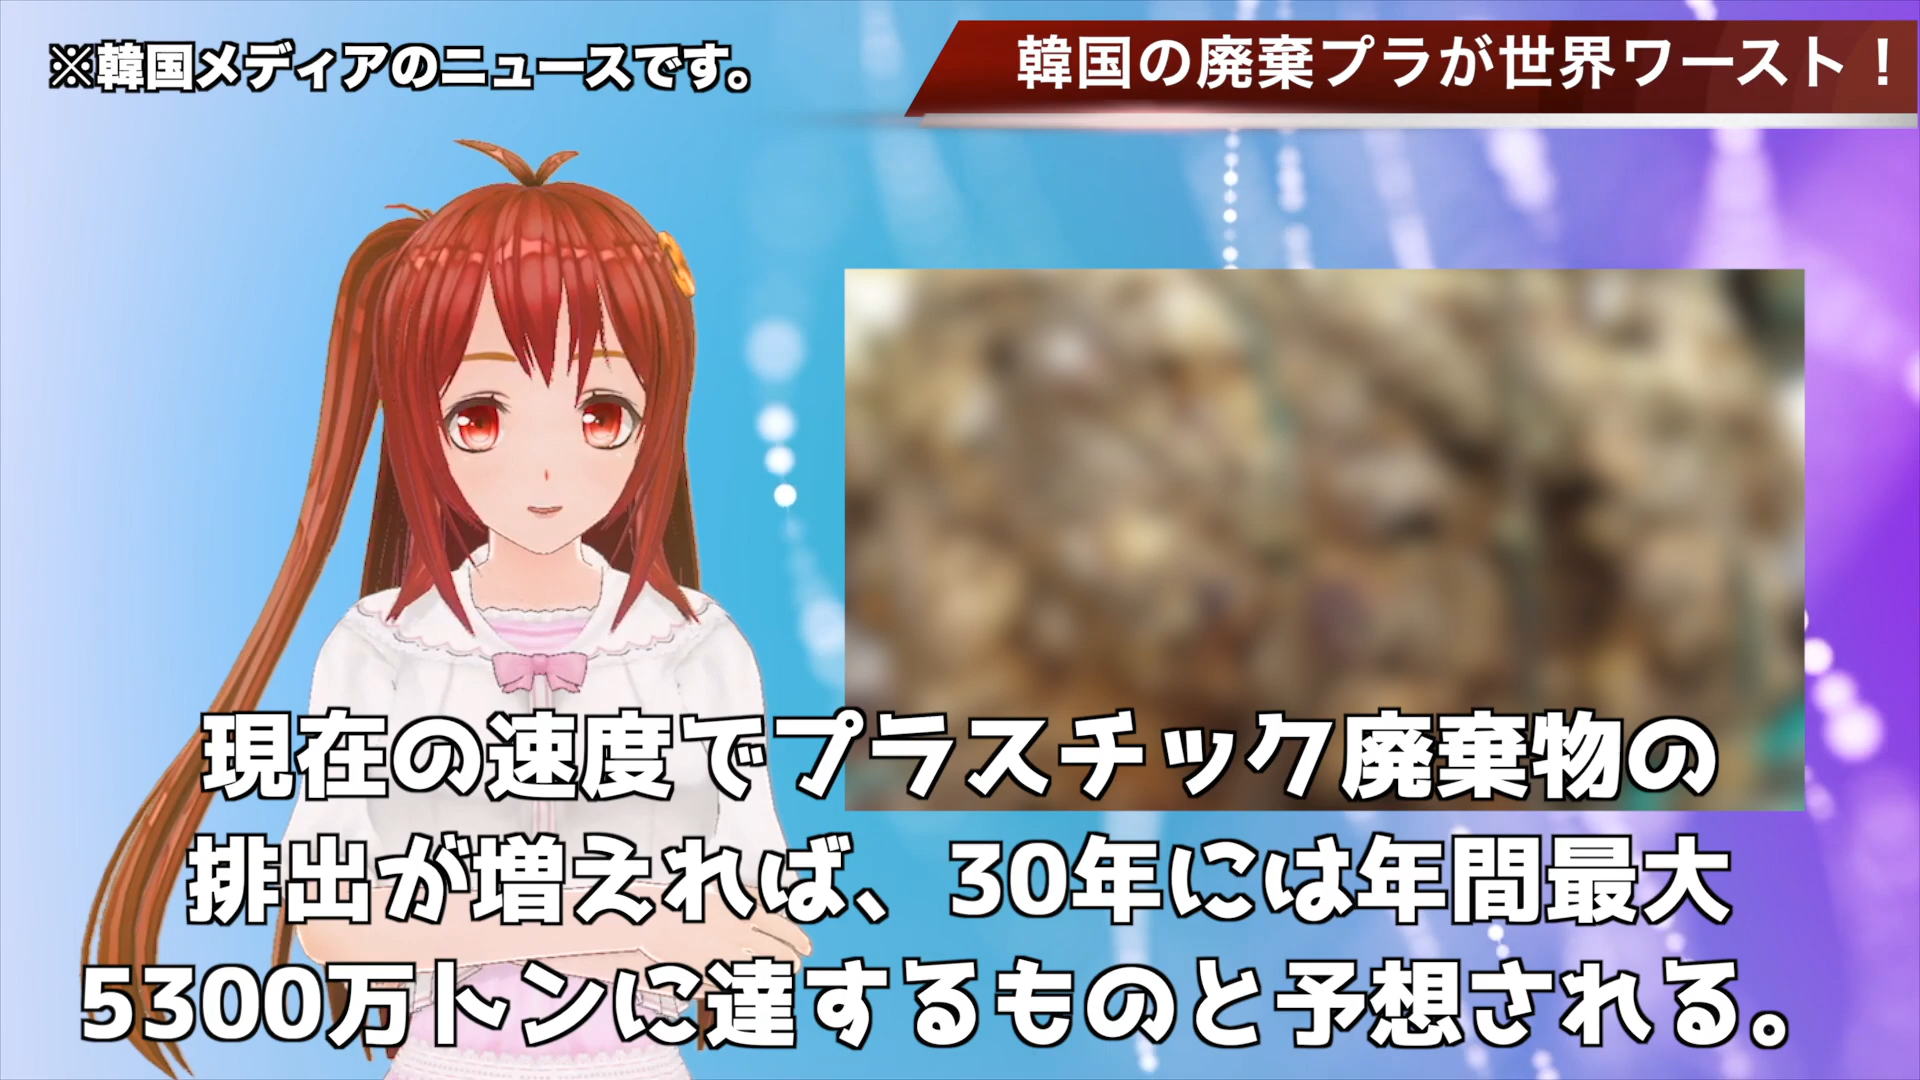 ※韓国メディアのニュースです。
韓国の廃棄プラが世界ワースト！
現在の速度でプラスチック廃棄物の
排出が増えれば、30年には年間最大
5300万トンに達するものと予想される。